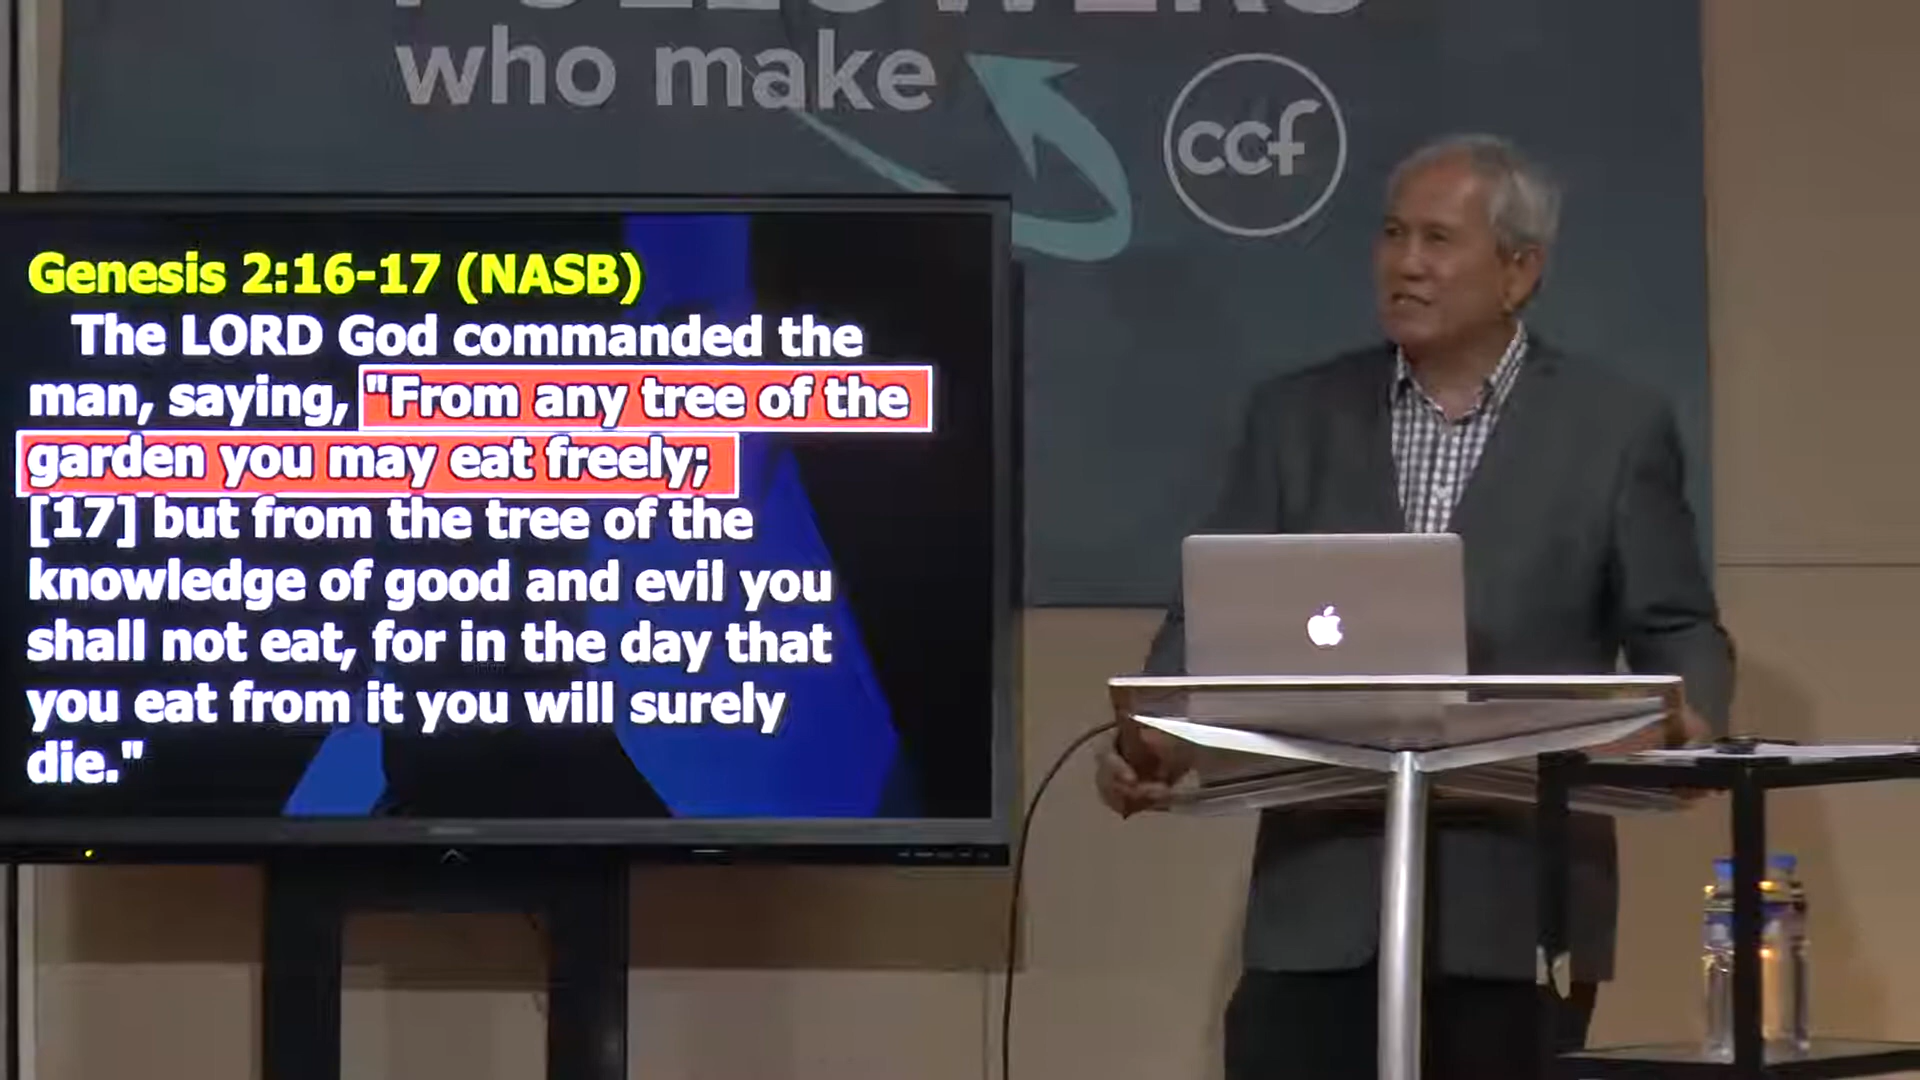 FOLLOWERS
who make
ccf
Genesis 2:16-17 (NASB)
The LORD God commanded the
man, saying, "From any tree of the
garden you may eat freely;
[17] but from the tree of the
knowledge of good and evil you
shall not eat, for in the day that
you eat from it you will surely
die."